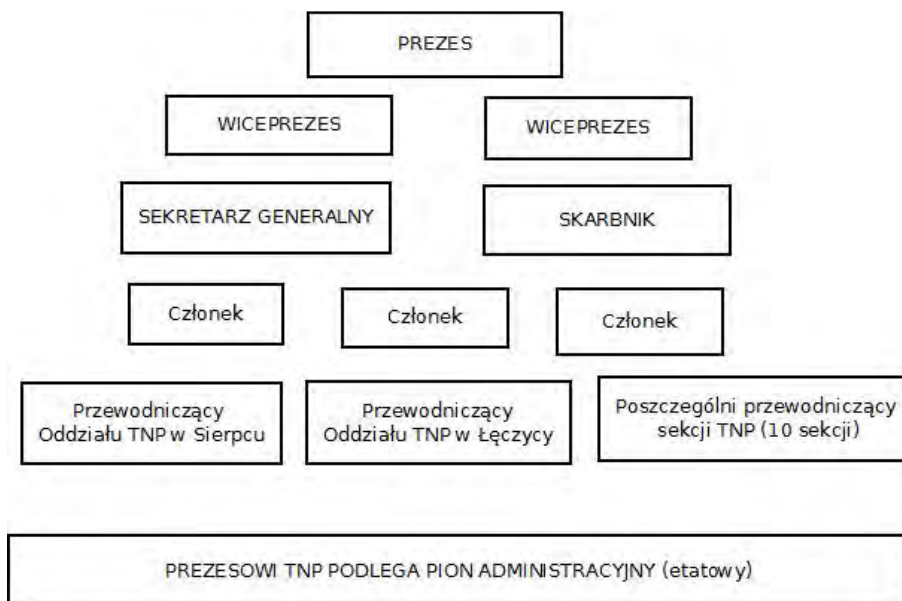 PREZES
WICEPREZES
WICEPREZES
SEKRETARZ GENERALNY
SKARBNIK
Członek
Członek
Członek
Przewodniczący
Oddziału TNP w Sierpcu
Przewodniczący
Oddziału TNP w Łęczycy
Poszczególni przewodniczący
sekcji TNP (10 sekcji)
PREZESOWI TNP PODLEGA PION ADMINISTRACYJNY (etatowy)